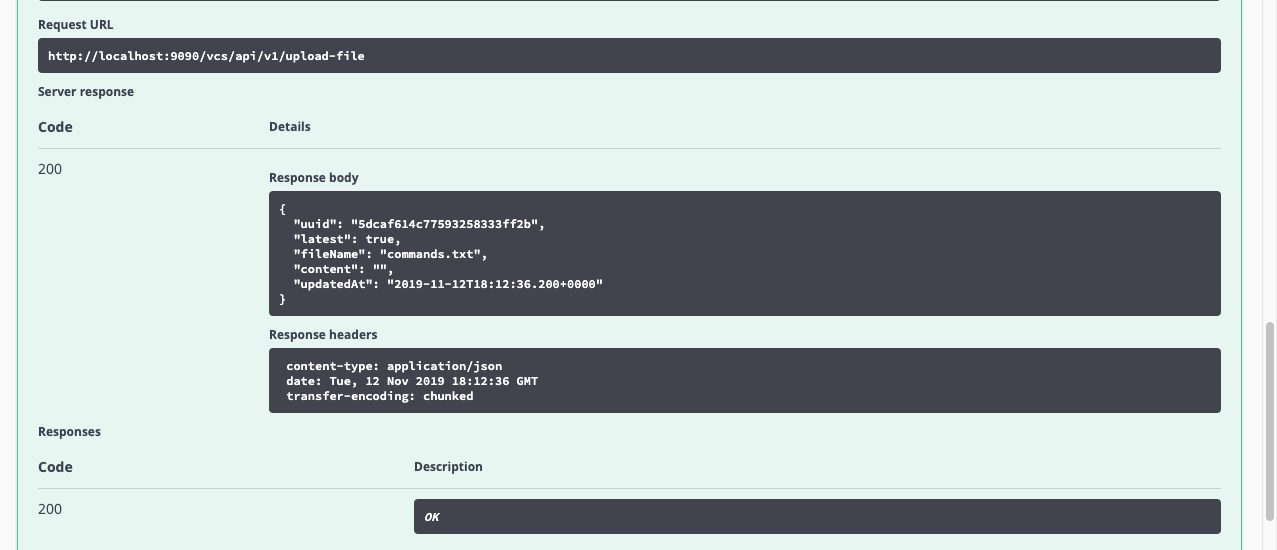 Request URL
http://localhost:9090/vcs/api/v1/upload-file
Server response
Code Details
200
Response body
{
"uuid": "5dcaf614c77593258333ff2b",
"latest": true,
"fileName": "commands.txt",
"content": "",
"updatedAt": "2019-11-12T18:12:36.200+0000"
}
Response headers
content-type: application/json
date: Tue, 12 Nov 2019 18:12:36 GMT
transfer-encoding: chunked
Responses
Code Description
200
OK